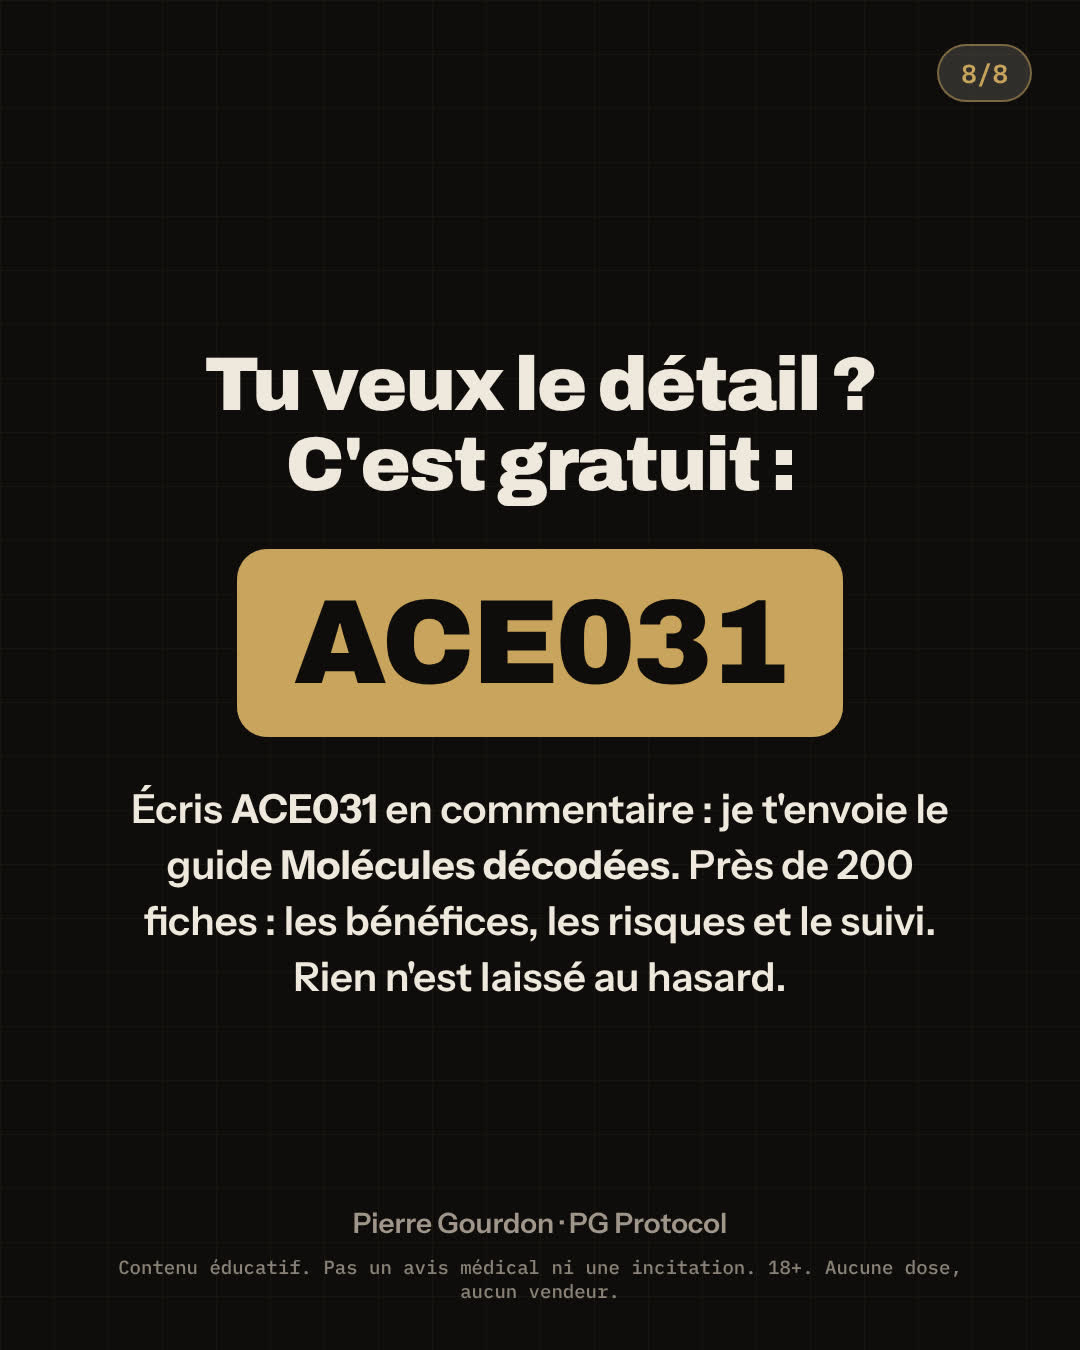 8/8
Tu veux le détail ?
C'est gratuit :
ACE031
Écris ACE031 en commentaire : je t'envoie le
guide Molécules décodées. Près de 200
fiches : les bénéfices, les risques et le suivi.
Rien n'est laissé au hasard.
Pierre Gourdon · PG Protocol
Contenu éducatif. Pas un avis médical ni une incitation. 18+. Aucune dose,
aucun vendeur.